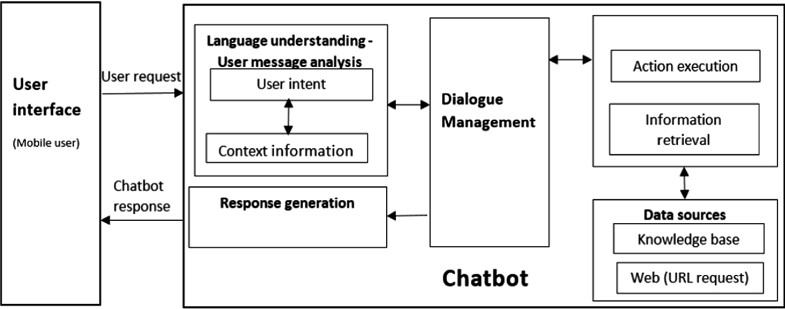 User
interface
(Mobile user)
User request
Chatbot
response
Language understanding -
User message analysis
User intent
Context information
Response generation
Dialogue
Management
Action execution
Information
retrieval
Data sources
Knowledge base
Web (URL request)
Chatbot